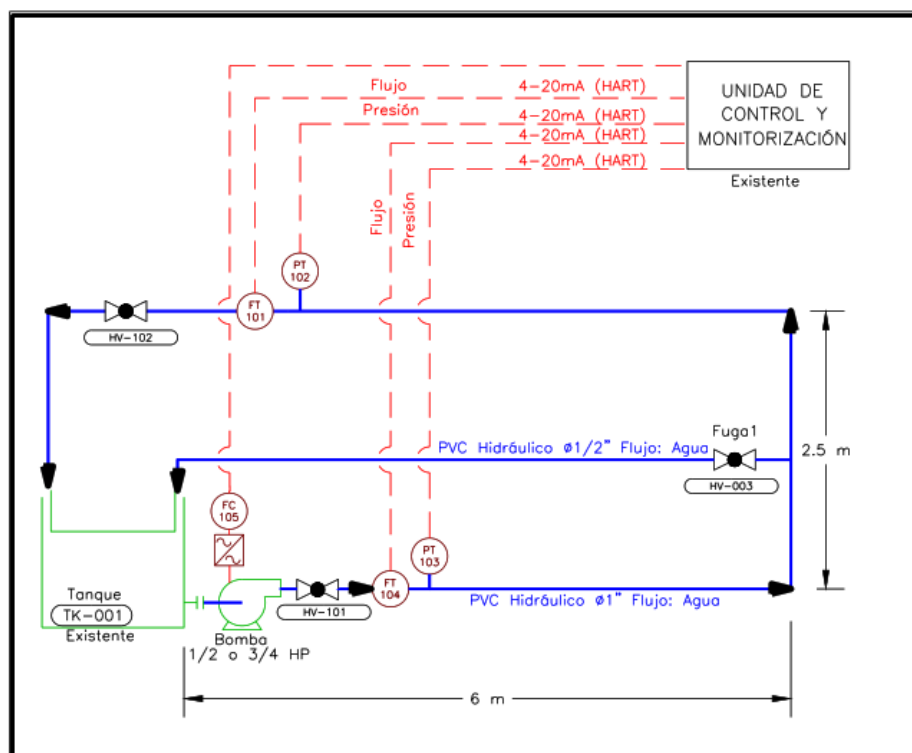 UNIDAD DE
CONTROL Y
MONITORIZACIÓN
Existente
Flujo
4-20mA (HART)
Presión
4-20mA (HART)
4-20mA (HART)
4-20mA (HART)
Flujo
Presión
PT
102
FT
101
HV-102
Fuga1
PVC Hidráulico ø1/2" Flujo: Agua
HV-003
2.5 m
FC
105
PT
103
FT
104
HV-101
PVC Hidráulico ø1" Flujo: Agua
Tanque
TK-001
Existente
Bomba
1/2 o 3/4 HP
6 m